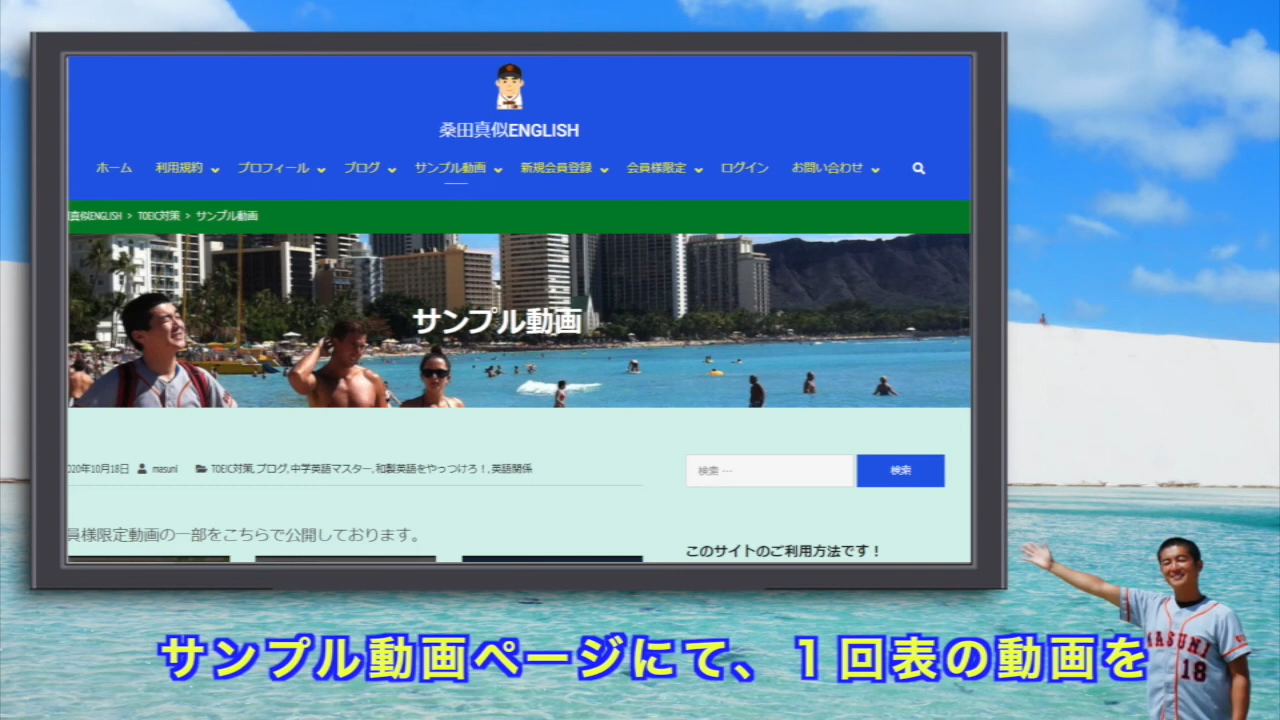 桑田真似ENGLISH
ホーム 利用規約 プロフィール ブログ サンプル動画 新規会員登録 会員様限定 ログイン お問い合わせ
真似ENGLISH > TOEIC対策 > サンプル動画
サンプル動画
020年10月18日 masuni TOEIC対策,ブログ,中学英語マスター,和製英語をやっつけろ!,英語関係
検索 …
検索
員様限定動画の一部をこちらで公開しております。
このサイトのご利用方法です!
MASUNI
18
サンプル動画ページにて、1回表の動画を